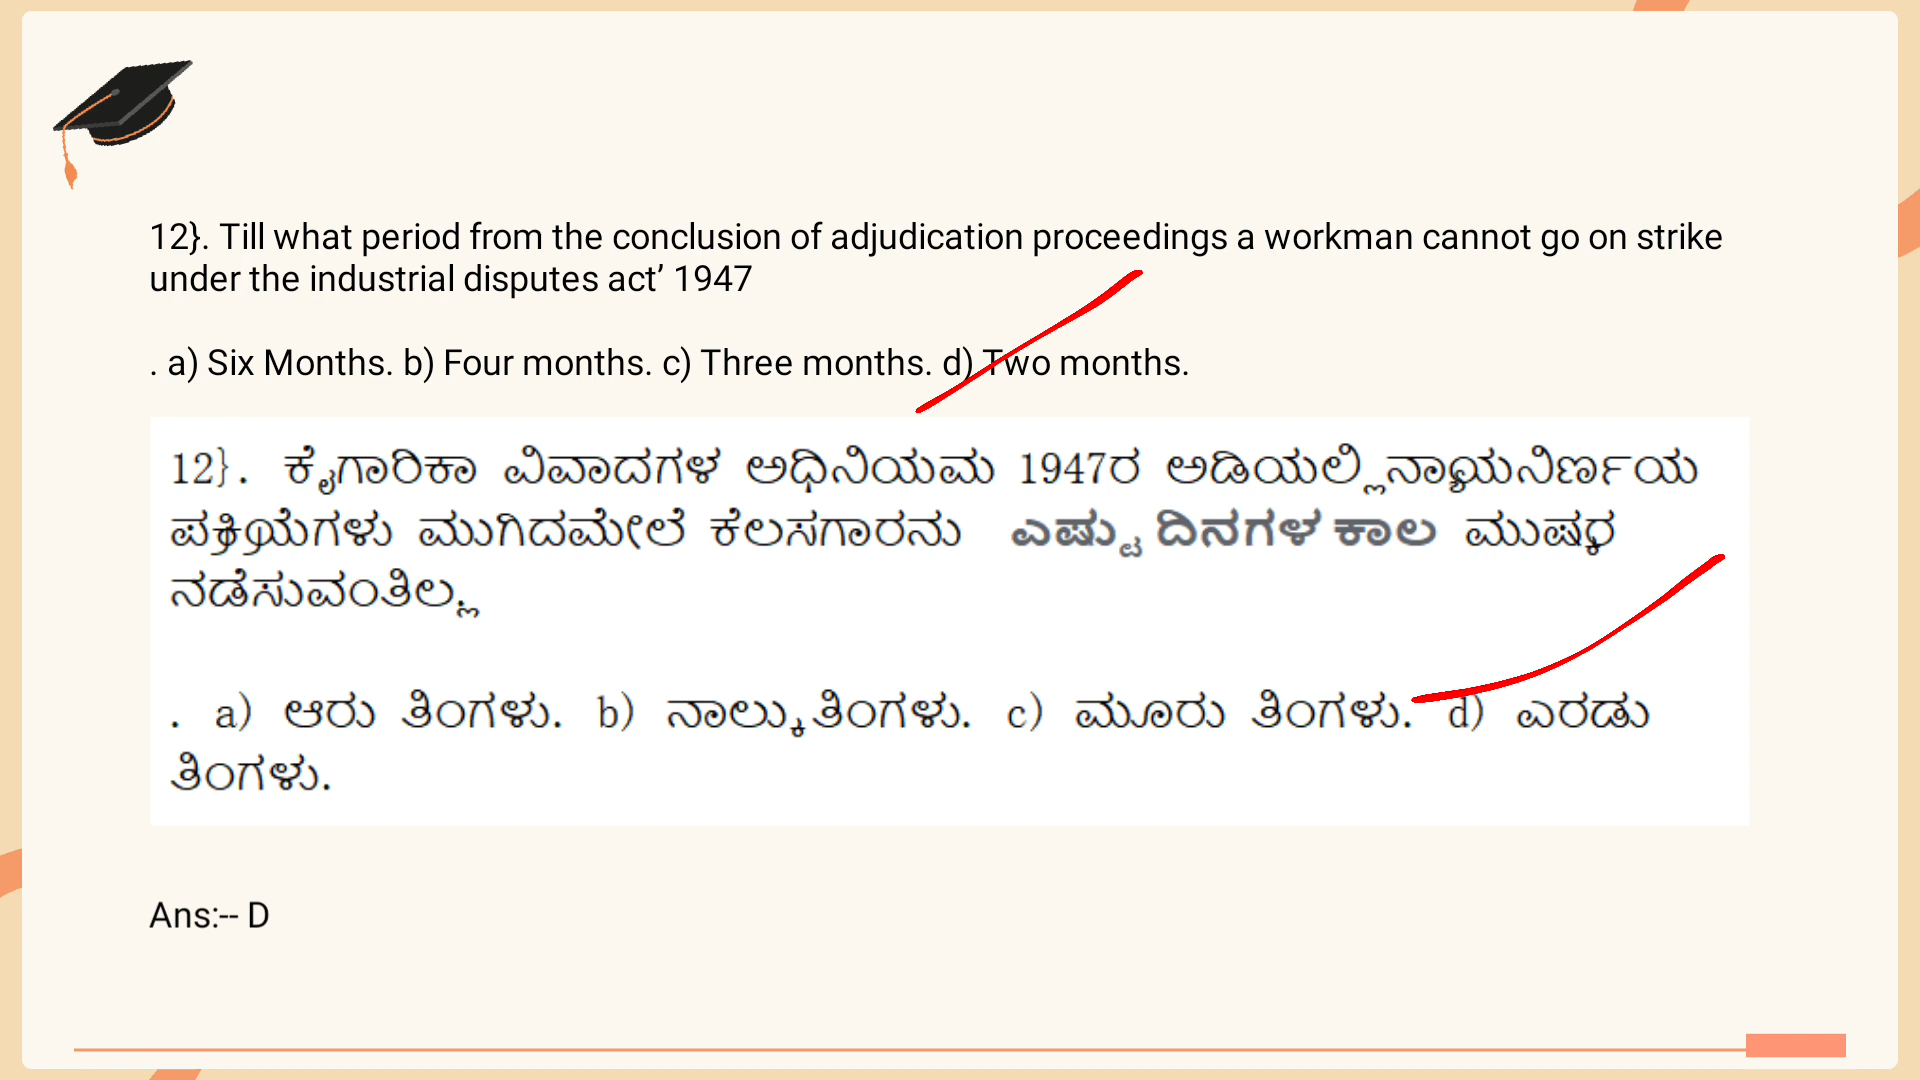 12}. Till what period from the conclusion of adjudication proceedings a workman cannot go on strike
under the industrial disputes act’ 1947
. a) Six Months. b) Four months. c) Three months. d) Two months.
12}. ಕೈಗಾರಿಕಾ ವಿವಾದಗಳ ಅಧಿನಿಯಮ 1947ರ ಅಡಿಯಲ್ಲಿ ನ್ಯಾಯನಿರ್ಣಯ
ಪಕ್ರಿಯೆಗಳು ಮುಗಿದಮೇಲೆ ಕೆಲಸಗಾರನು ಎಷ್ಟು ದಿನಗಳ ಕಾಲ ಮುಷ್ಕರ
ನಡೆಸುವಂತಿಲ್ಲ.
. a) ಆರು ತಿಂಗಳು. b) ನಾಲ್ಕು ತಿಂಗಳು. c) ಮೂರು ತಿಂಗಳು. d) ಎರಡು
ತಿಂಗಳು.
Ans:-- D